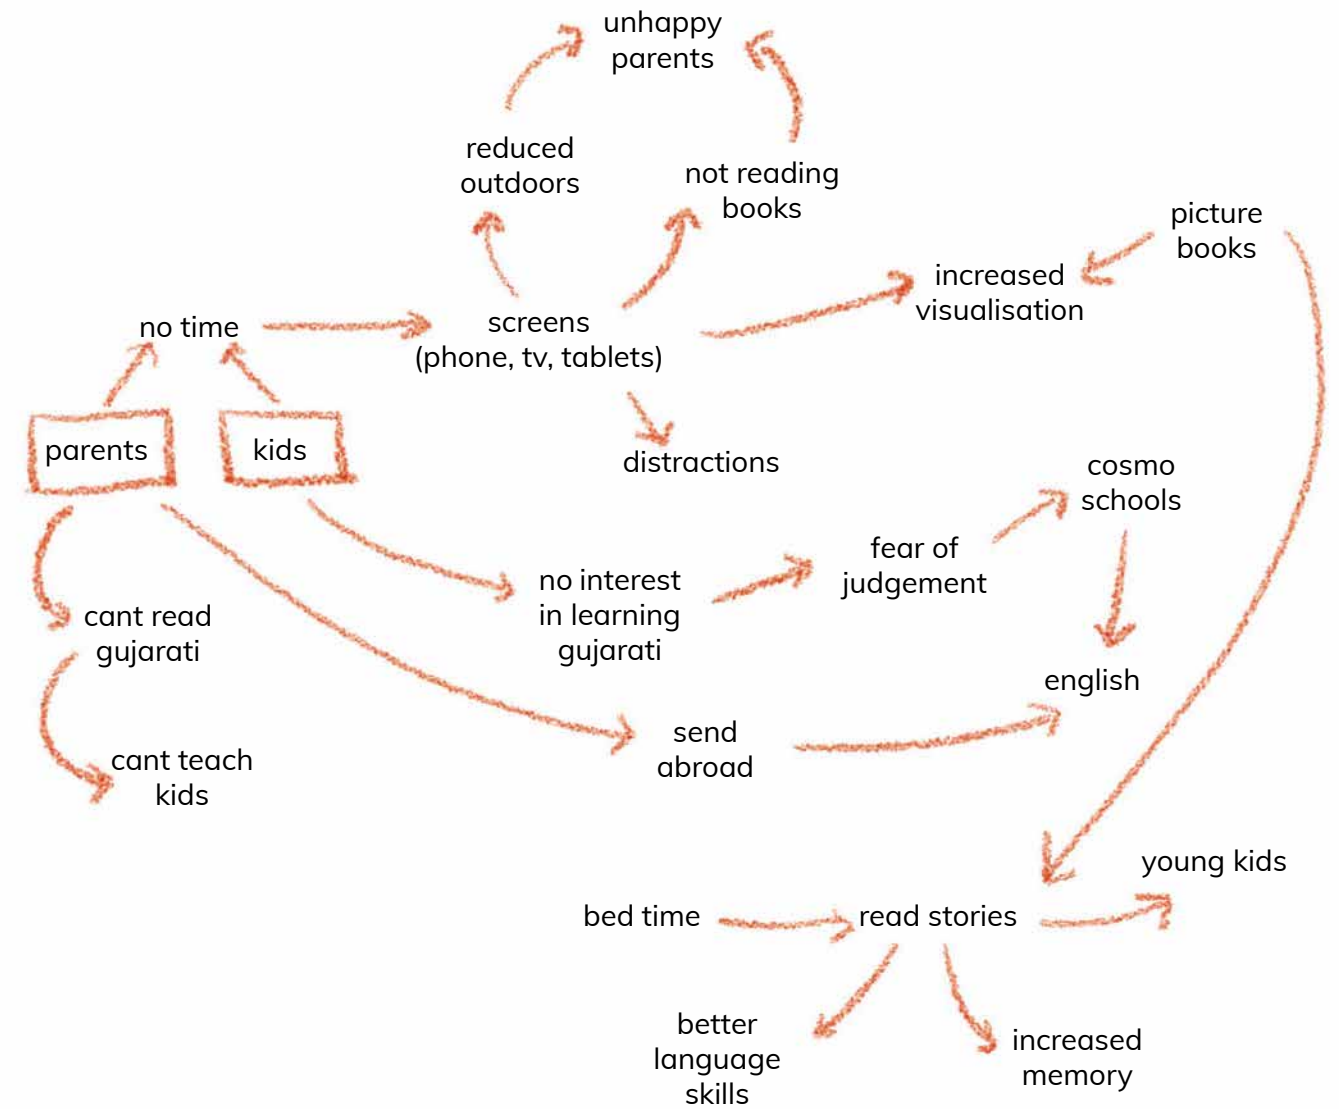 unhappy
parents
reduced
outdoors
not reading
books
picture
books
increased
visualisation
no time
screens
(phone, tv, tablets)
parents
kids
distractions
cosmo
schools
fear of
judgement
no interest
in learning
gujarati
cant read
gujarati
english
send
abroad
cant teach
kids
young kids
bed time
read stories
better
language
skills
increased
memory